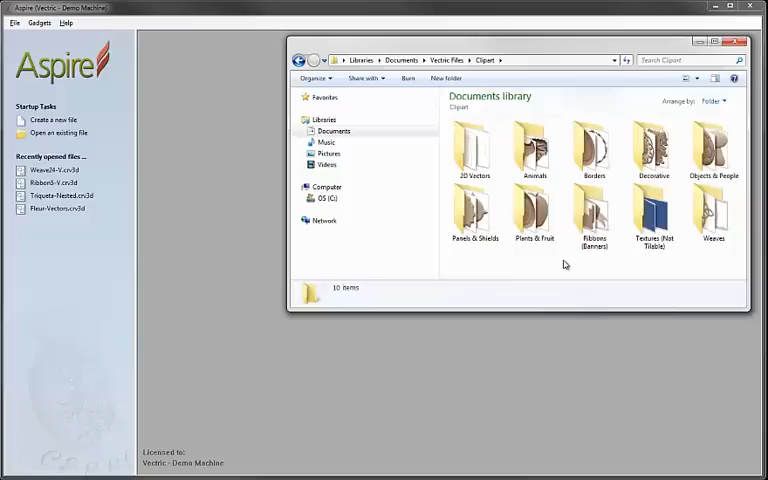 Aspire (Vectric - Demo Machine)
File Gadgets Help
Aspire
Startup Tasks
Create a new file
Open an existing file
Recently opened files ...
Weave24-V.crv3d
Ribbon5-V.crv3d
Triqueta-Nested.crv3d
Fleur-Vectors.crv3d
Libraries Documents Vectric Files Clipart
Search Clipart
Organize Share with Burn New folder
Favorites
Libraries
Documents
Music
Pictures
Videos
Computer
OS (C:)
Network
Documents library
Clipart
Arrange by: Folder
2D Vectors Animals Borders Decorative Objects & People
Panels & Shields Plants & Fruit Ribbons (Banners) Textures (Not Tilable) Weaves
10 items
Licensed to:
Vectric - Demo Machine